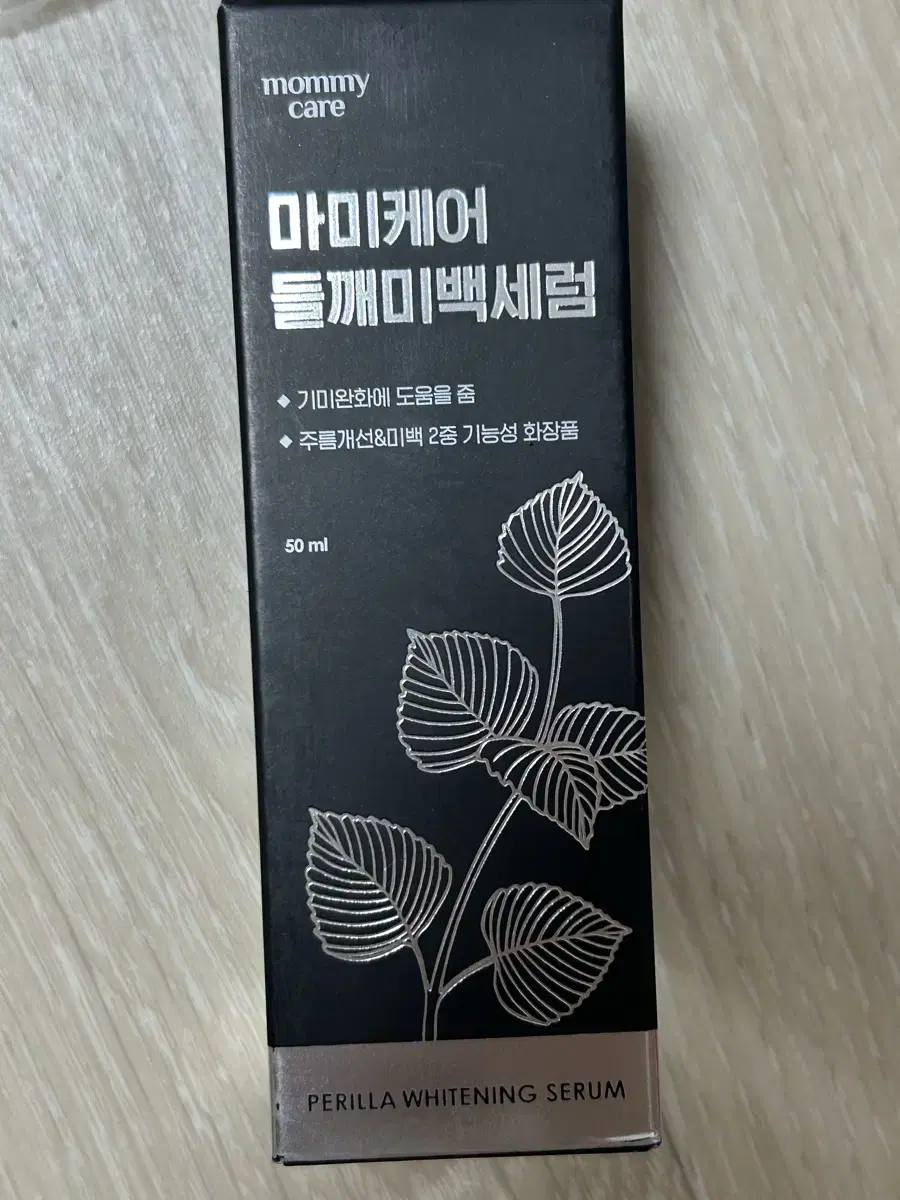 mommy
care
마미케어
들깨미백세럼
◆ 기미완화에 도움을 줌
◆ 주름개선&미백 2중 기능성 화장품
50 ml
PERILLA WHITENING SERUM